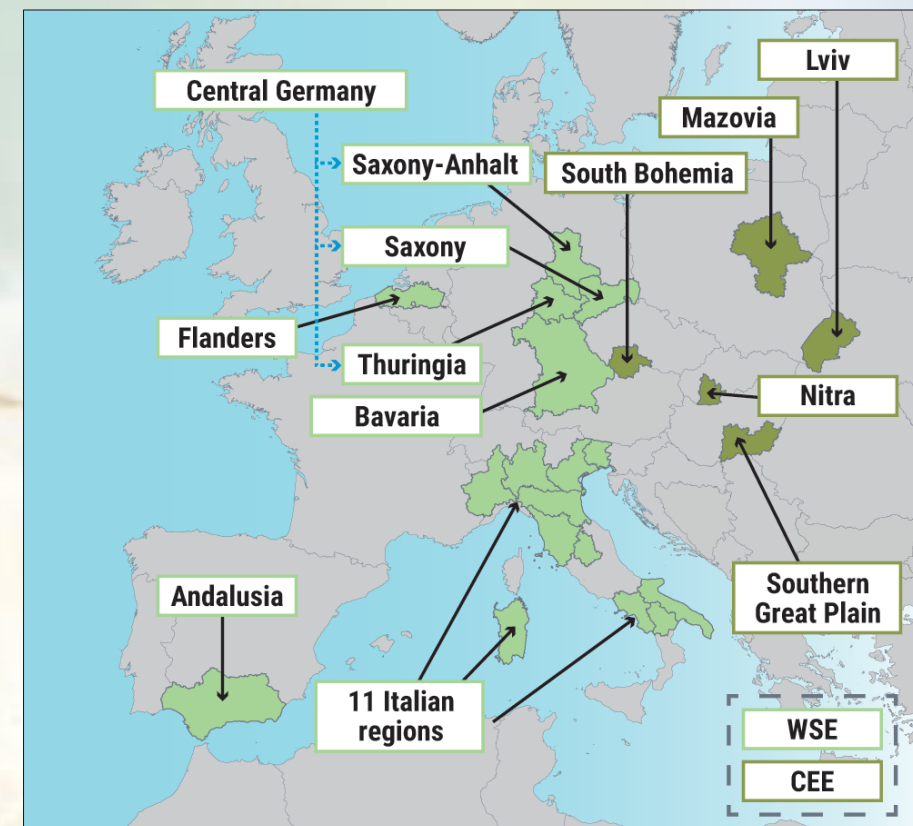 Lviv
Central Germany
Mazovia
Saxony-Anhalt
South Bohemia
Saxony
Flanders
Thuringia
Nitra
Bavaria
Southern
Great Plain
Andalusia
11 Italian
regions
WSE
CEE